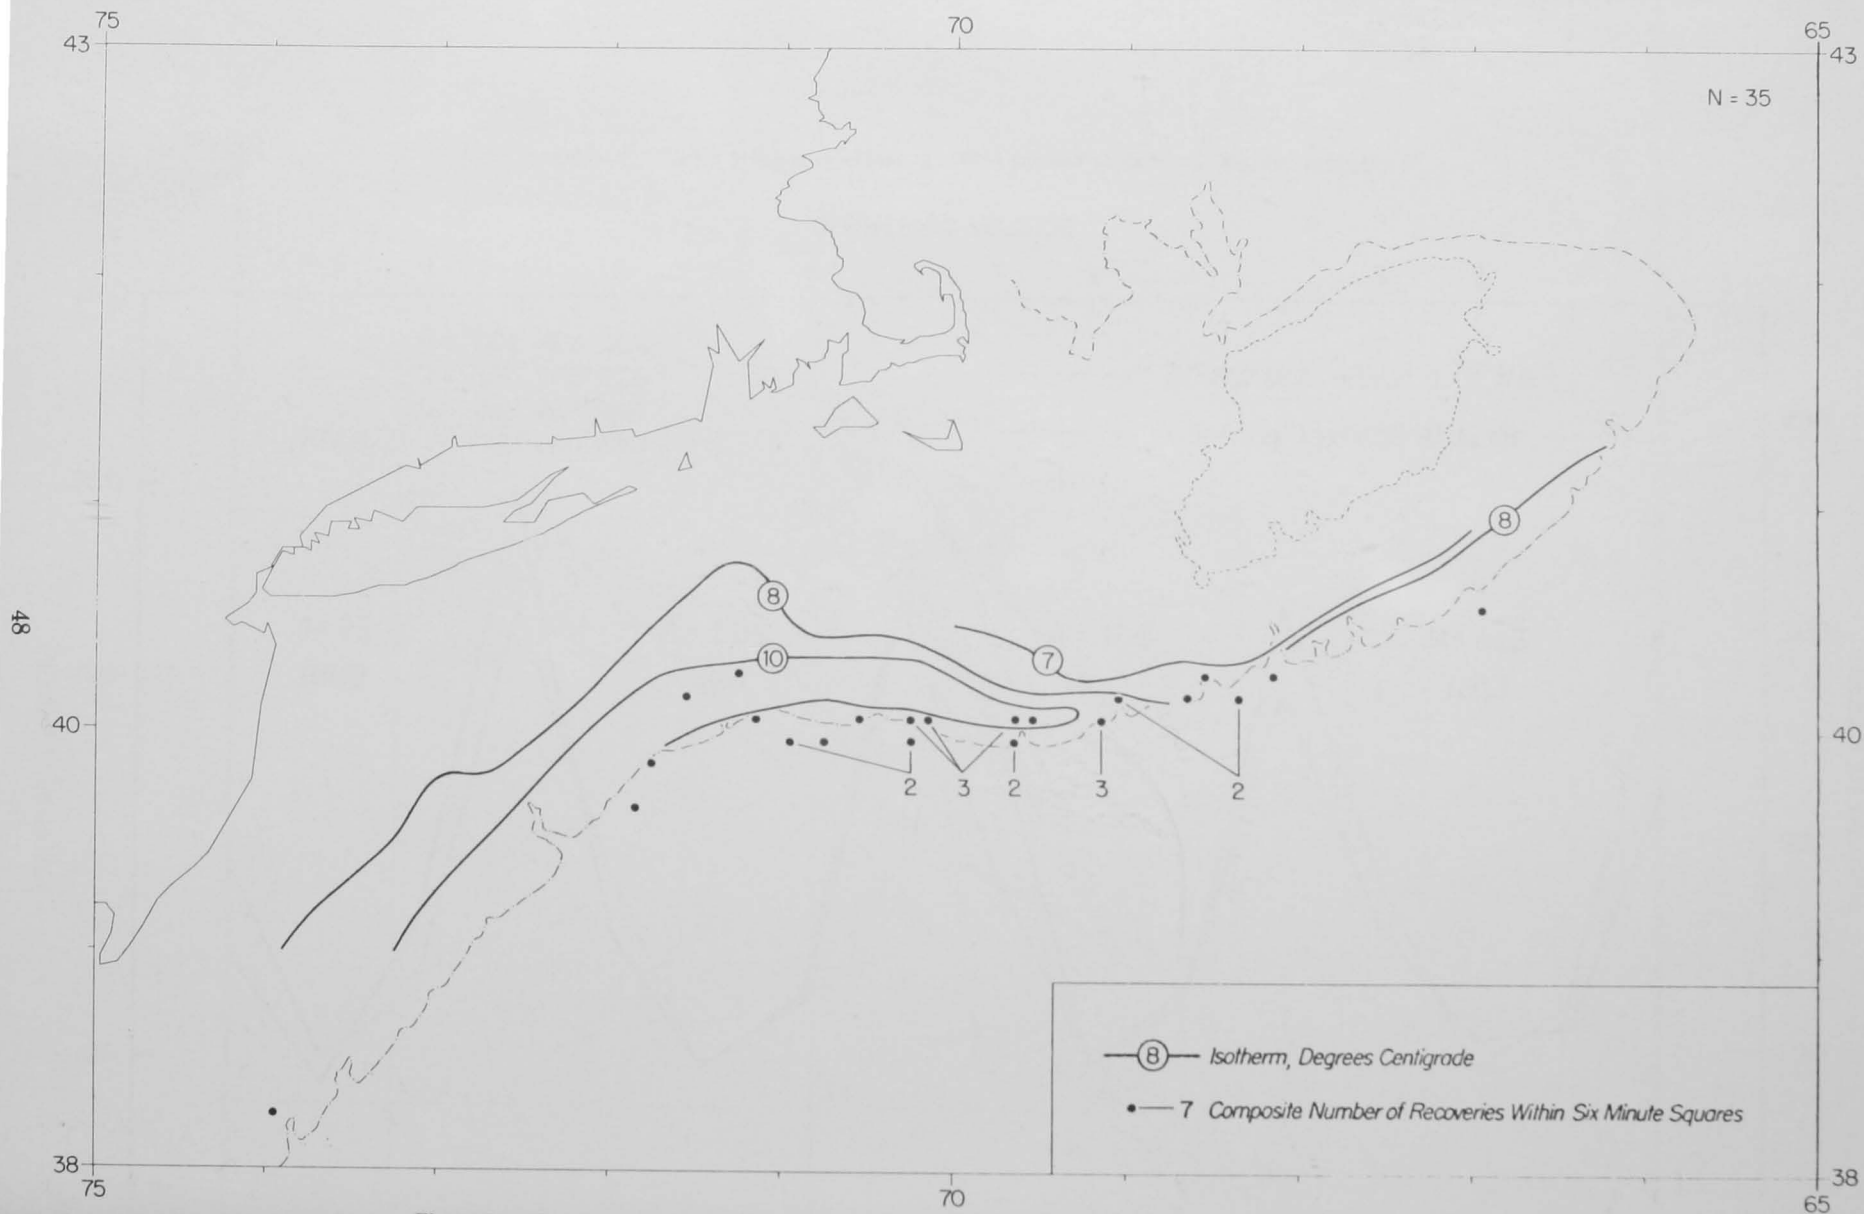 75 70 65
43 43
N = 35
8
8
7
10
48
40 40
2 3 2 3 2
8 Isotherm, Degrees Centigrade
7 Composite Number of Recoveries Within Six Minute Squares
38 38
75 70 65